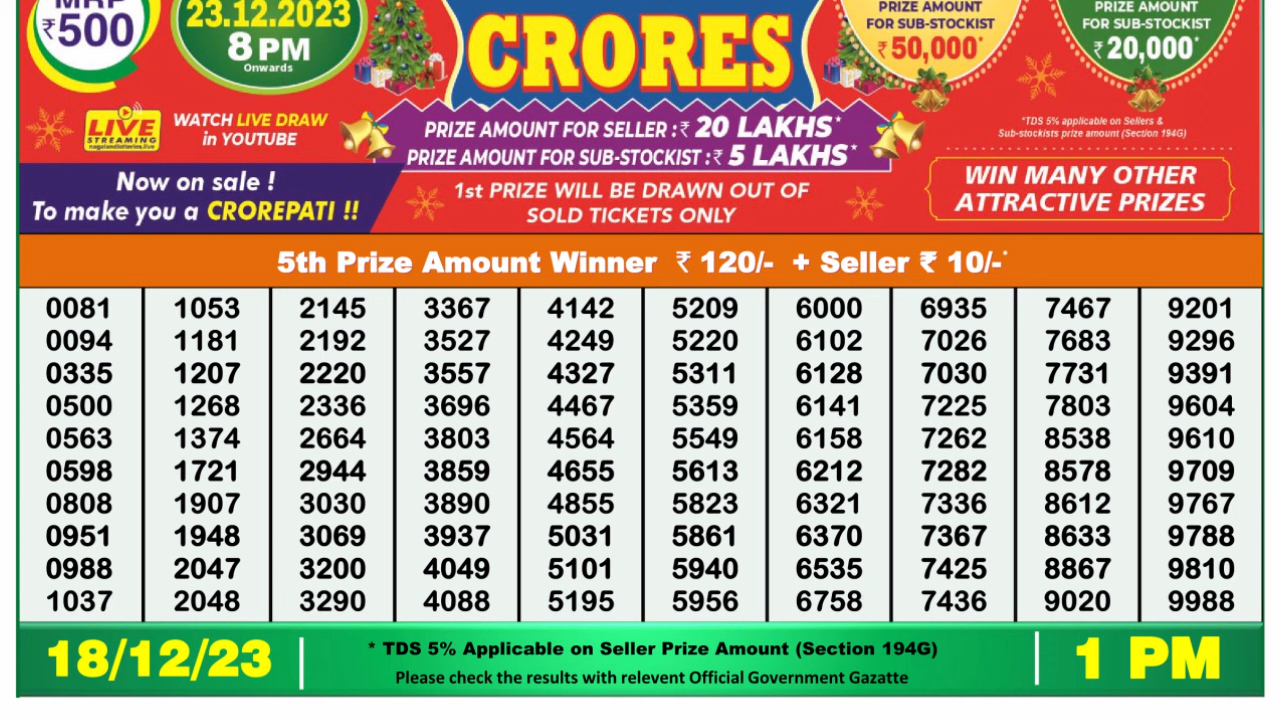 MRP
₹500
23.12.2023
8 PM
Onwards
CRORES
PRIZE AMOUNT
FOR SUB-STOCKIST
₹ 50,000*
PRIZE AMOUNT
FOR SUB-STOCKIST
₹ 20,000*
LIVE
STREAMING
nagalandlotteries.live
WATCH LIVE DRAW
in YOUTUBE
PRIZE AMOUNT FOR SELLER : ₹ 20 LAKHS*
PRIZE AMOUNT FOR SUB-STOCKIST : ₹ 5 LAKHS*
*TDS 5% applicable on Sellers &
Sub-stockists prize amount (Section 194G)
Now on sale !
To make you a CROREPATI !!
1st PRIZE WILL BE DRAWN OUT OF
SOLD TICKETS ONLY
WIN MANY OTHER
ATTRACTIVE PRIZES
5th Prize Amount Winner ₹ 120/- + Seller ₹ 10/-*
0081 1053 2145 3367 4142 5209 6000 6935 7467 9201
0094 1181 2192 3527 4249 5220 6102 7026 7683 9296
0335 1207 2220 3557 4327 5311 6128 7030 7731 9391
0500 1268 2336 3696 4467 5359 6141 7225 7803 9604
0563 1374 2664 3803 4564 5549 6158 7262 8538 9610
0598 1721 2944 3859 4655 5613 6212 7282 8578 9709
0808 1907 3030 3890 4855 5823 6321 7336 8612 9767
0951 1948 3069 3937 5031 5861 6370 7367 8633 9788
0988 2047 3200 4049 5101 5940 6535 7425 8867 9810
1037 2048 3290 4088 5195 5956 6758 7436 9020 9988
18/12/23
* TDS 5% Applicable on Seller Prize Amount (Section 194G)
Please check the results with relevent Official Government Gazatte
1 PM